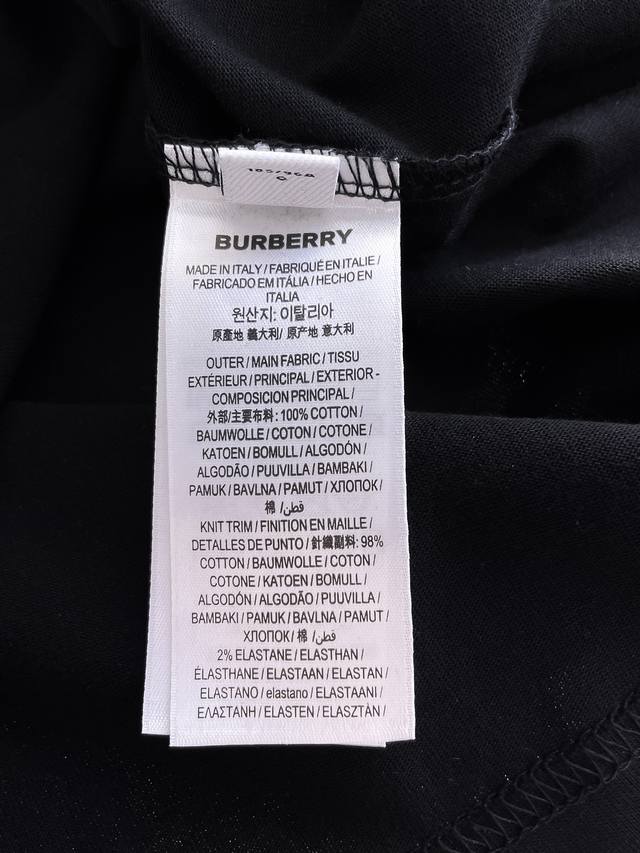 BURBERRY
MADE IN ITALY / FABRIQUÉ EN ITALIE /
FABRICADO EM ITÁLIA / HECHO EN
ITALIA
원산지: 이탈리아
原產地 義大利/ 原产地 意大利
OUTER / MAIN FABRIC / TISSU
EXTÉRIEUR / PRINCIPAL / EXTERIOR -
COMPOSICION PRINCIPAL /
外部/主要布料: 100% COTTON /
BAUMWOLLE / COTON / COTONE /
KATOEN / BOMULL / ALGODÓN /
ALGODÃO / PUUVILLA / BAMBAKI /
PAMUK / BAVLNA / PAMUT / ХЛОПОК /
棉 /قطن/
KNIT TRIM / FINITION EN MAILLE /
DETALLES DE PUNTO / 針織副料: 98%
COTTON / BAUMWOLLE / COTON /
COTONE / KATOEN / BOMULL /
ALGODÓN / ALGODÃO / PUUVILLA /
BAMBAKI / PAMUK / BAVLNA / PAMUT /
ХЛОПОК / 棉 /قطن/
2% ELASTANE / ELASTHAN /
ÉLASTHANE / ELASTAAN / ELASTAN /
ELASTANO / elastano / ELASTAANI /
ΕΛΑΣΤΑΝΗ / ELASTEN / ELASZTÁN /